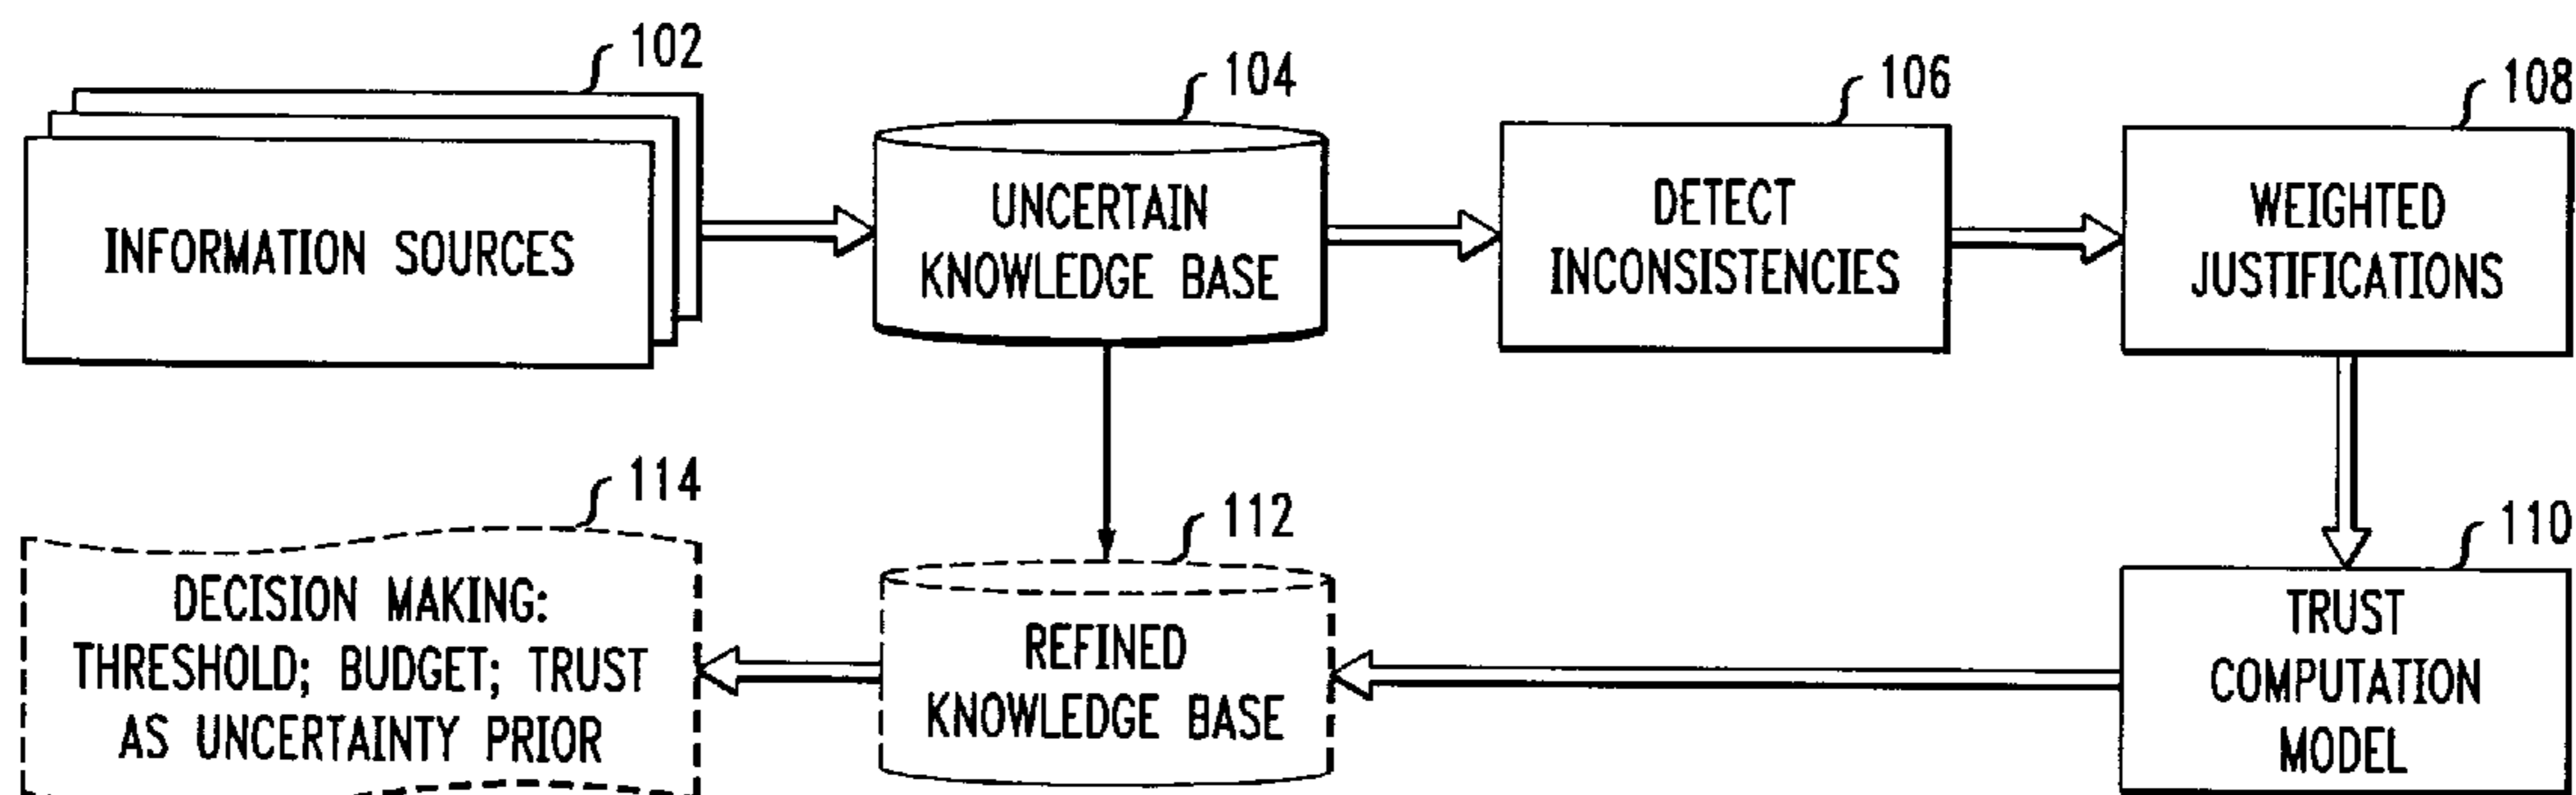 102
INFORMATION SOURCES
104
UNCERTAIN
KNOWLEDGE BASE
106
DETECT
INCONSISTENCIES
108
WEIGHTED
JUSTIFICATIONS
114
DECISION MAKING:
THRESHOLD; BUDGET; TRUST
AS UNCERTAINTY PRIOR
112
REFINED
KNOWLEDGE BASE
110
TRUST
COMPUTATION
MODEL